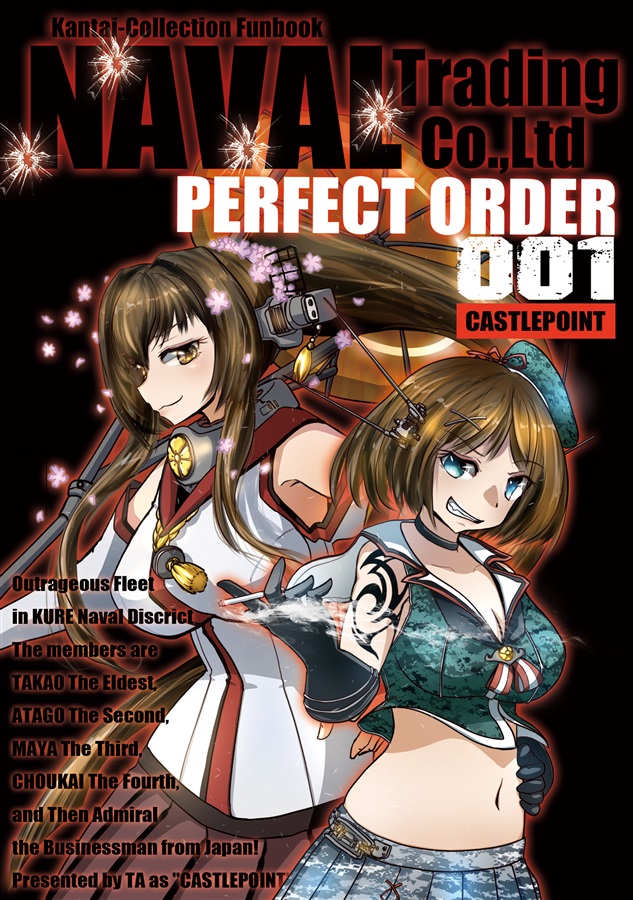 Kantai-Collection Funbook
NAVAL Trading
Co.,Ltd
PERFECT ORDER
001
CASTLEPOINT
Outrageous Fleet
in KURE Naval Discrict
The members are
TAKAO The Eldest,
ATAGO The Second,
MAYA The Third,
CHOUKAI The Fourth,
and Then Admiral
the Businessman from Japan!
Presented by TA as "CASTLEPOINT"